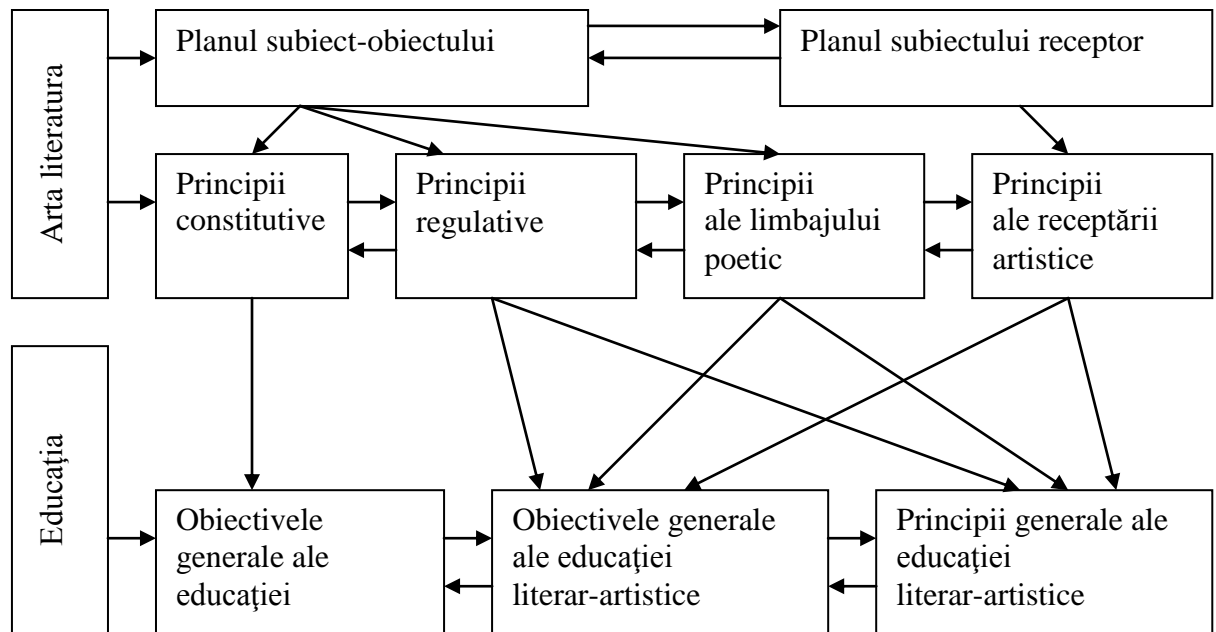 Arta literatura
Planul subiect-obiectului
Planul subiectului receptor
Principii
constitutive
Principii
regulative
Principii
ale limbajului
poetic
Principii
ale receptării
artistice
Educaţia
Obiectivele
generale ale
educaţiei
Obiectivele generale
ale educaţiei
literar-artistice
Principii generale ale
educaţiei
literar-artistice